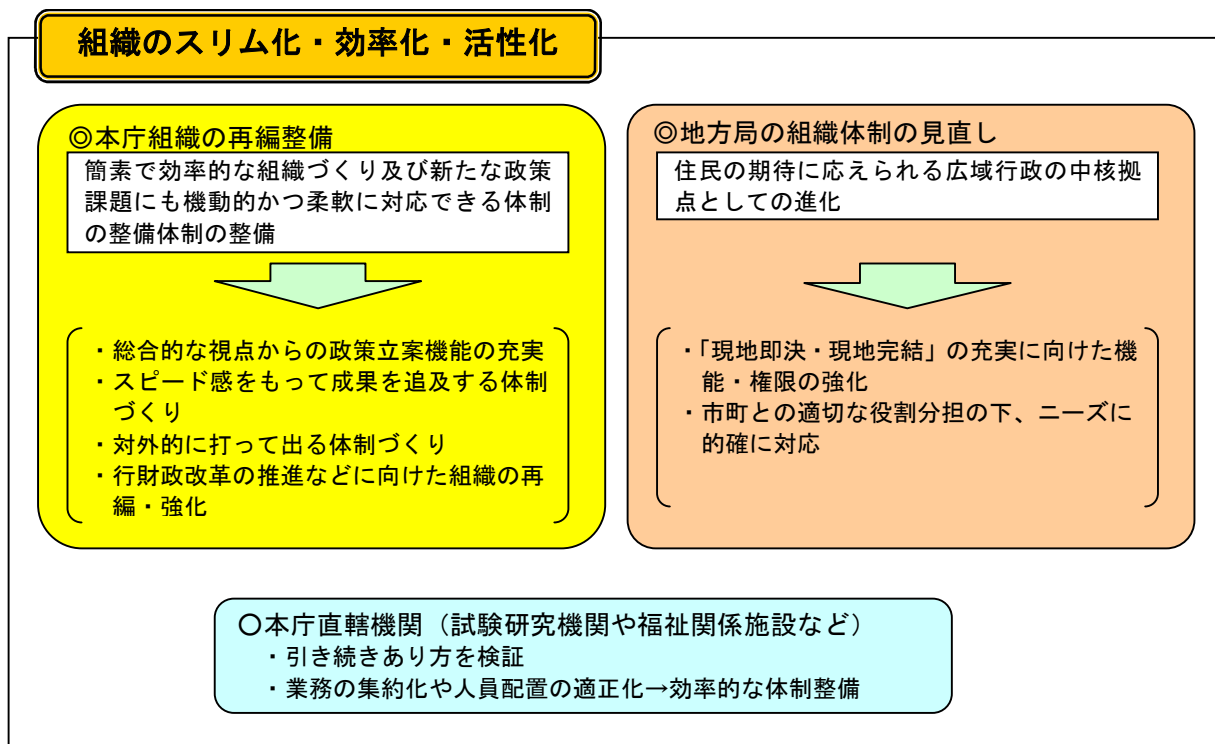 組織のスリム化・効率化・活性化
◎本庁組織の再編整備
簡素で効率的な組織づくり及び新たな政策
課題にも機動的かつ柔軟に対応できる体制
の整備体制の整備
・総合的な視点からの政策立案機能の充実
・スピード感をもって成果を追及する体制
づくり
・対外的に打って出る体制づくり
・行財政改革の推進などに向けた組織の再
編・強化
◎地方局の組織体制の見直し
住民の期待に応えられる広域行政の中核拠
点としての進化
・「現地即決・現地完結」の充実に向けた機
能・権限の強化
・市町との適切な役割分担の下、ニーズに
的確に対応
〇本庁直轄機関（試験研究機関や福祉関係施設など）
・引き続きあり方を検証
・業務の集約化や人員配置の適正化→効率的な体制整備